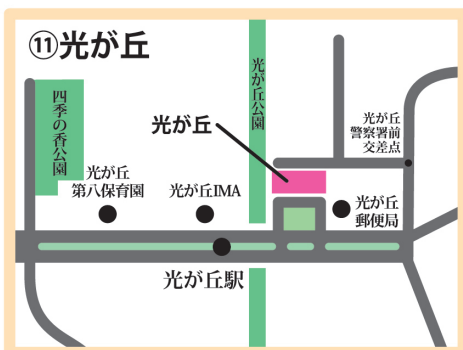 ⑪光が丘
四季の香公園
光が丘公園
光が丘
光が丘
警察署前
交差点
光が丘
第八保育園
光が丘IMA
光が丘
郵便局
光が丘駅